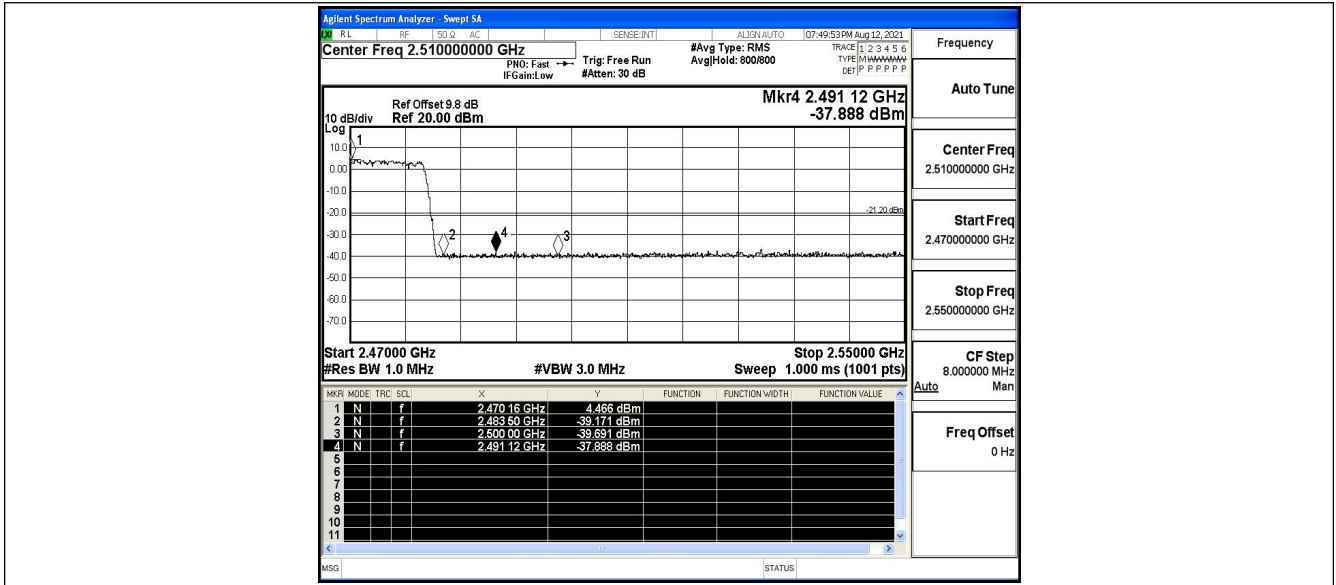 Agilent Spectrum Analyzer - Swept SA
LXI RL RF 50 Ω AC SENSE:INT ALIGN AUTO 07:49:53 PM Aug 12, 2021
Center Freq 2.510000000 GHz
PNO: Fast
IFGain:Low
Trig: Free Run
#Atten: 30 dB
#Avg Type: RMS
Avg|Hold: 800/800
TRACE 1 2 3 4 5 6
TYPE M WWWWW
DET P P P P P P
Mkr4 2.491 12 GHz
-37.888 dBm
Ref Offset 9.8 dB
10 dB/div Ref 20.00 dBm
Log
10.0
0.00
-10.0
-20.0
-30.0
-40.0
-50.0
-60.0
-70.0
1
2
4
3
-21.20 dBm
Start 2.47000 GHz Stop 2.55000 GHz
#Res BW 1.0 MHz #VBW 3.0 MHz Sweep 1.000 ms (1001 pts)
MKR MODE TRC SCL X Y FUNCTION FUNCTION WIDTH FUNCTION VALUE
1 N f 2.470 16 GHz 4.466 dBm
2 N f 2.483 50 GHz -39.171 dBm
3 N f 2.500 00 GHz -39.691 dBm
4 N f 2.491 12 GHz -37.888 dBm
5
6
7
8
9
10
11
MSG STATUS
Frequency
Auto Tune
Center Freq
2.510000000 GHz
Start Freq
2.470000000 GHz
Stop Freq
2.550000000 GHz
CF Step
8.000000 MHz
Auto Man
Freq Offset
0 Hz